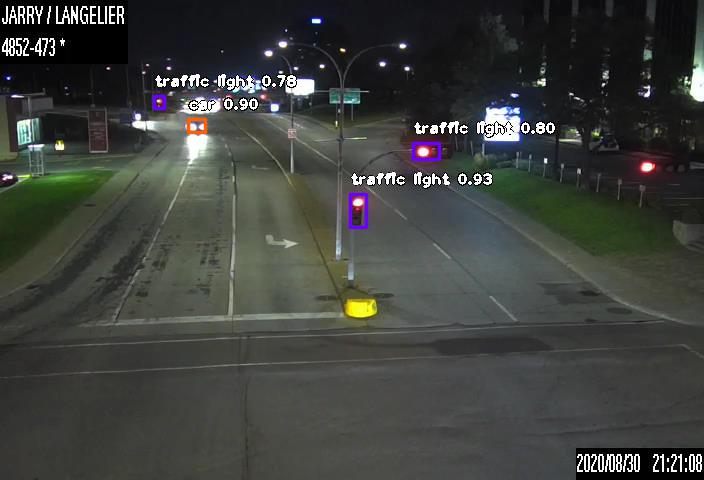 JARRY / LANGELIER
4852-473 *
traffic light 0.78
car 0.90
traffic light 0.80
traffic light 0.93
2020/08/30 21:21:08